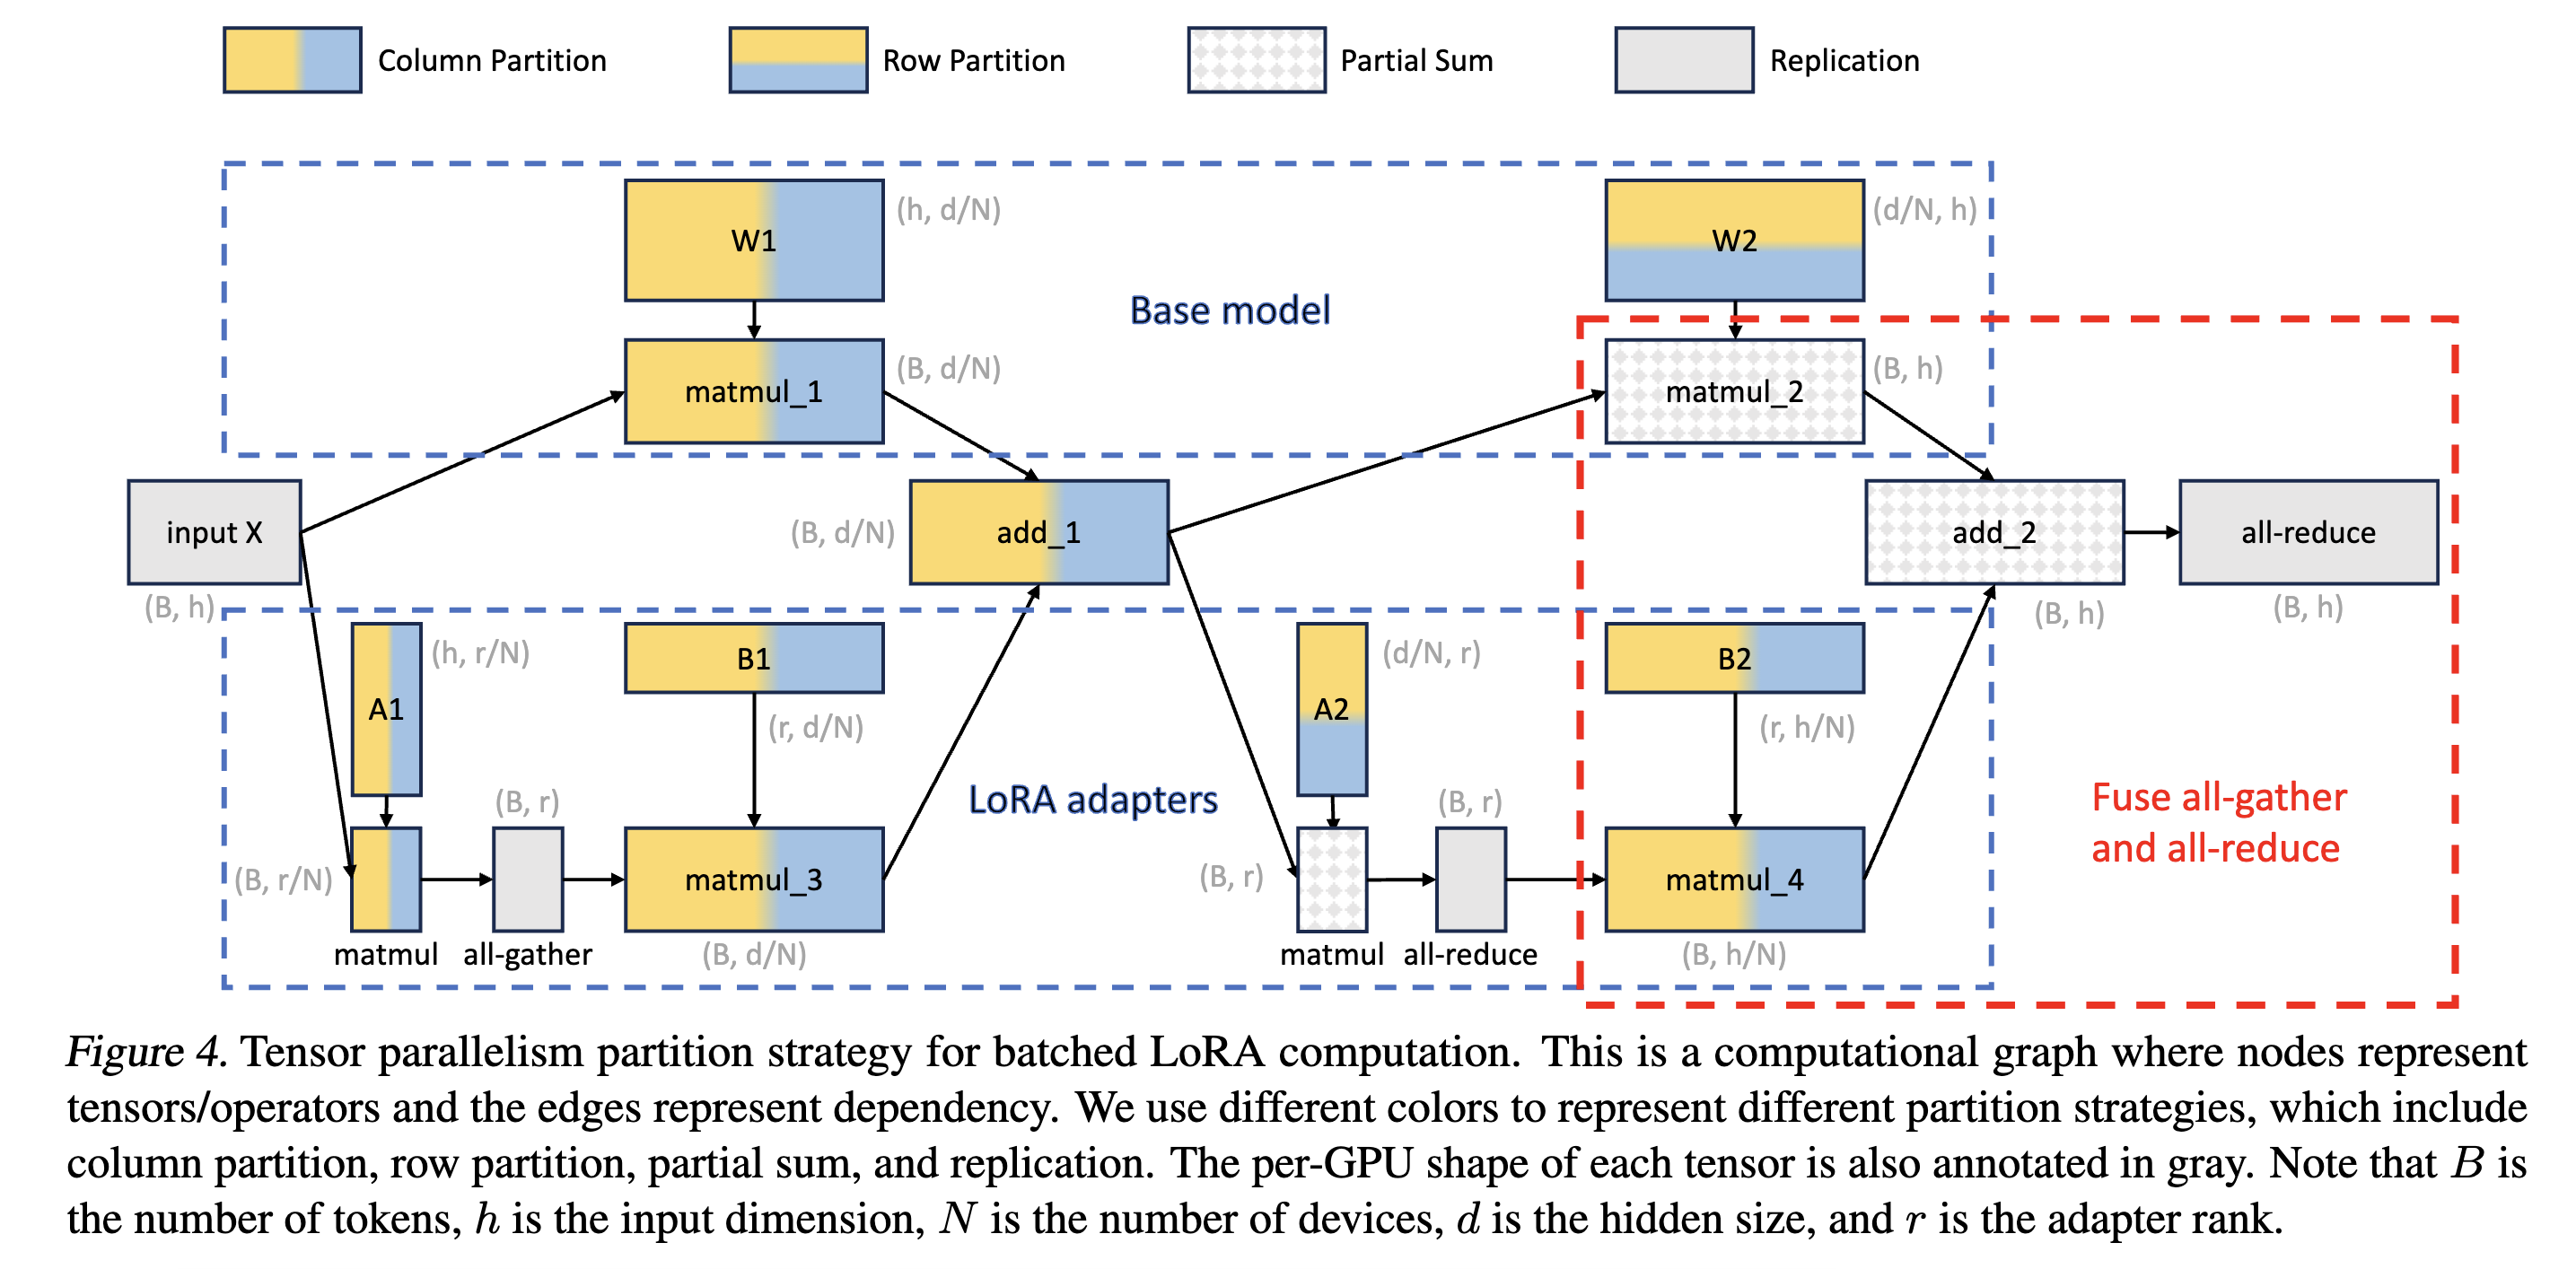 Column Partition
Row Partition
Partial Sum
Replication
W1
(h, d/N)
W2
(d/N, h)
Base model
matmul_1
(B, d/N)
matmul_2
(B, h)
input X
(B, h)
(B, d/N)
add_1
add_2
(B, h)
all-reduce
(B, h)
A1
(h, r/N)
B1
(r, d/N)
A2
(d/N, r)
B2
(r, h/N)
LoRA adapters
Fuse all-gather
and all-reduce
(B, r/N)
matmul
(B, r)
all-gather
matmul_3
(B, d/N)
(B, r)
matmul
(B, r)
all-reduce
matmul_4
(B, h/N)
Figure 4. Tensor parallelism partition strategy for batched LoRA computation. This is a computational graph where nodes represent
tensors/operators and the edges represent dependency. We use different colors to represent different partition strategies, which include
column partition, row partition, partial sum, and replication. The per-GPU shape of each tensor is also annotated in gray. Note that B is
the number of tokens, h is the input dimension, N is the number of devices, d is the hidden size, and r is the adapter rank.